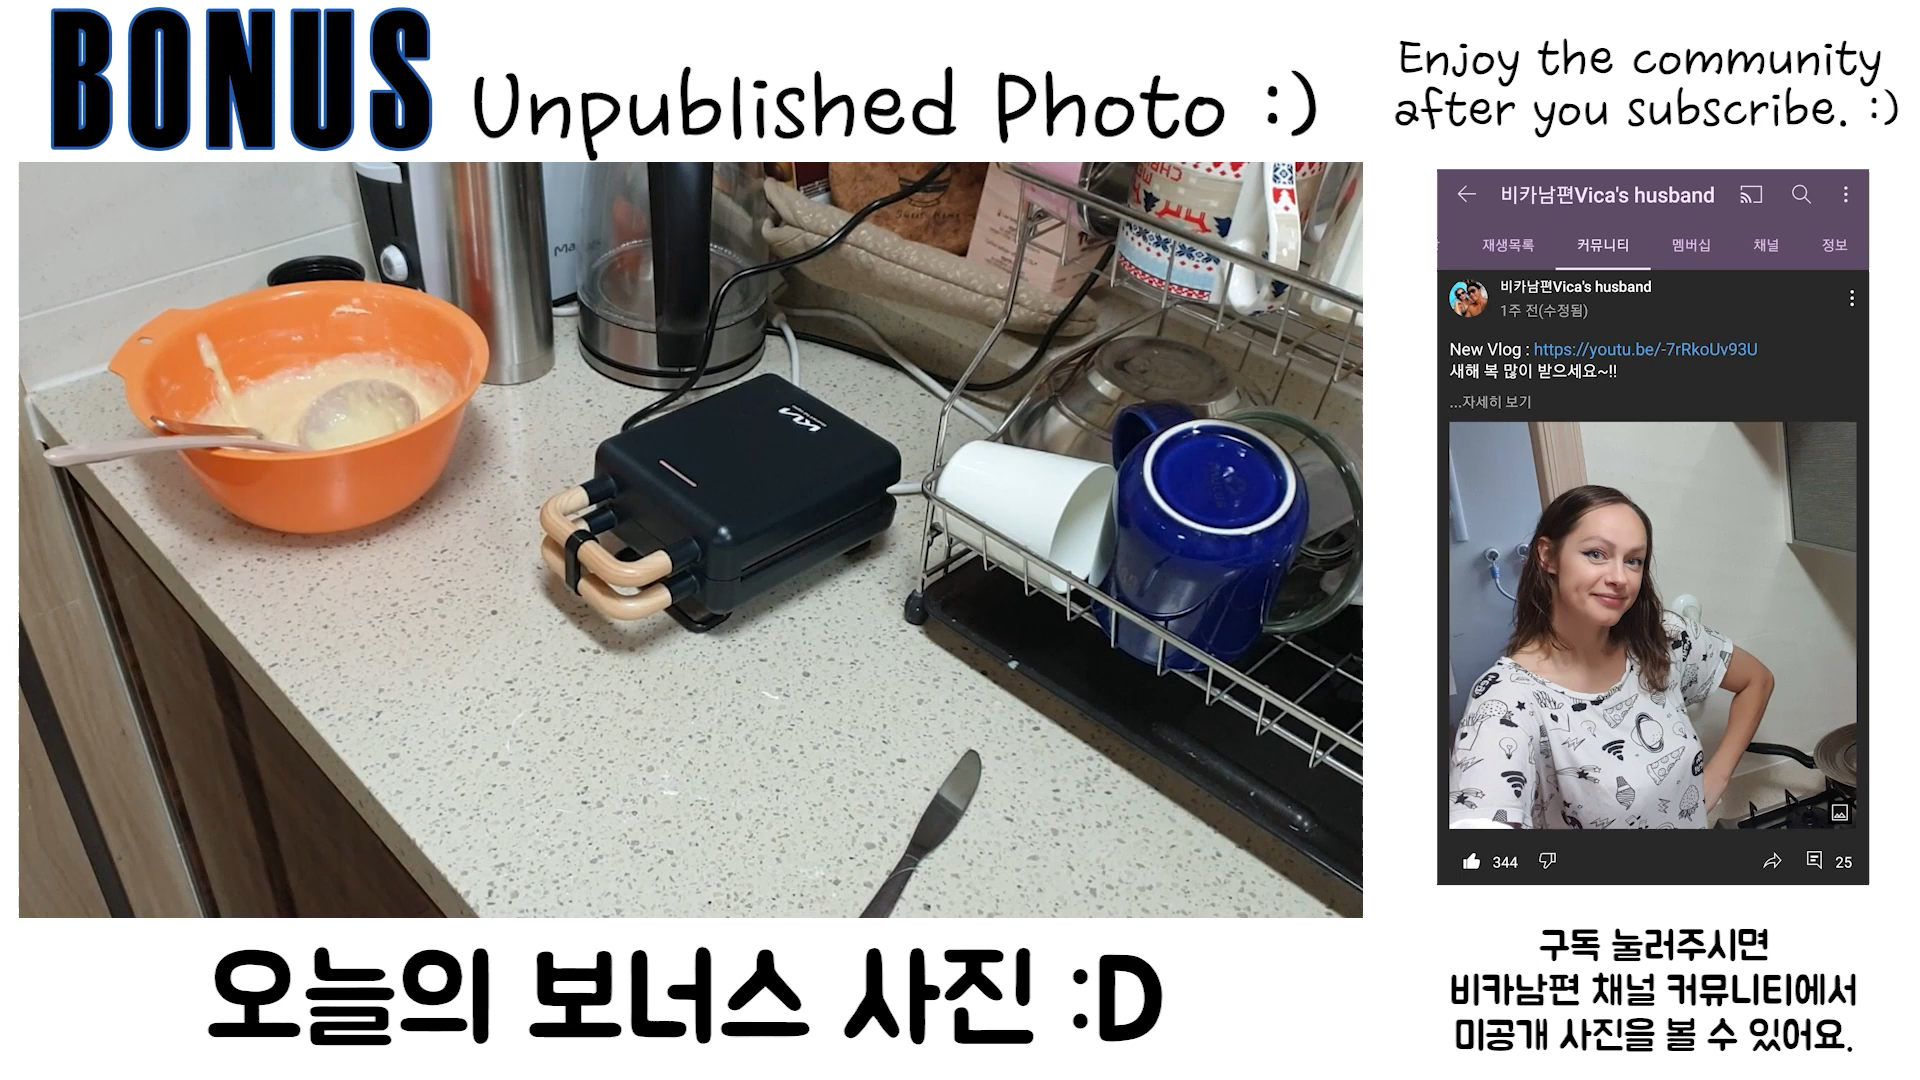 BONUS
Unpublished Photo :)
Enjoy the community
after you subscribe. :)
비카남편Vica's husband
재생목록 커뮤니티 멤버십 채널 정보
비카남편Vica's husband
1주 전(수정됨)
New Vlog : https://youtu.be/-7rRkoUv93U
새해 복 많이 받으세요~!!
...자세히 보기
344
25
오늘의 보너스 사진 :D
구독 눌러주시면
비카남편 채널 커뮤니티에서
미공개 사진을 볼 수 있어요.